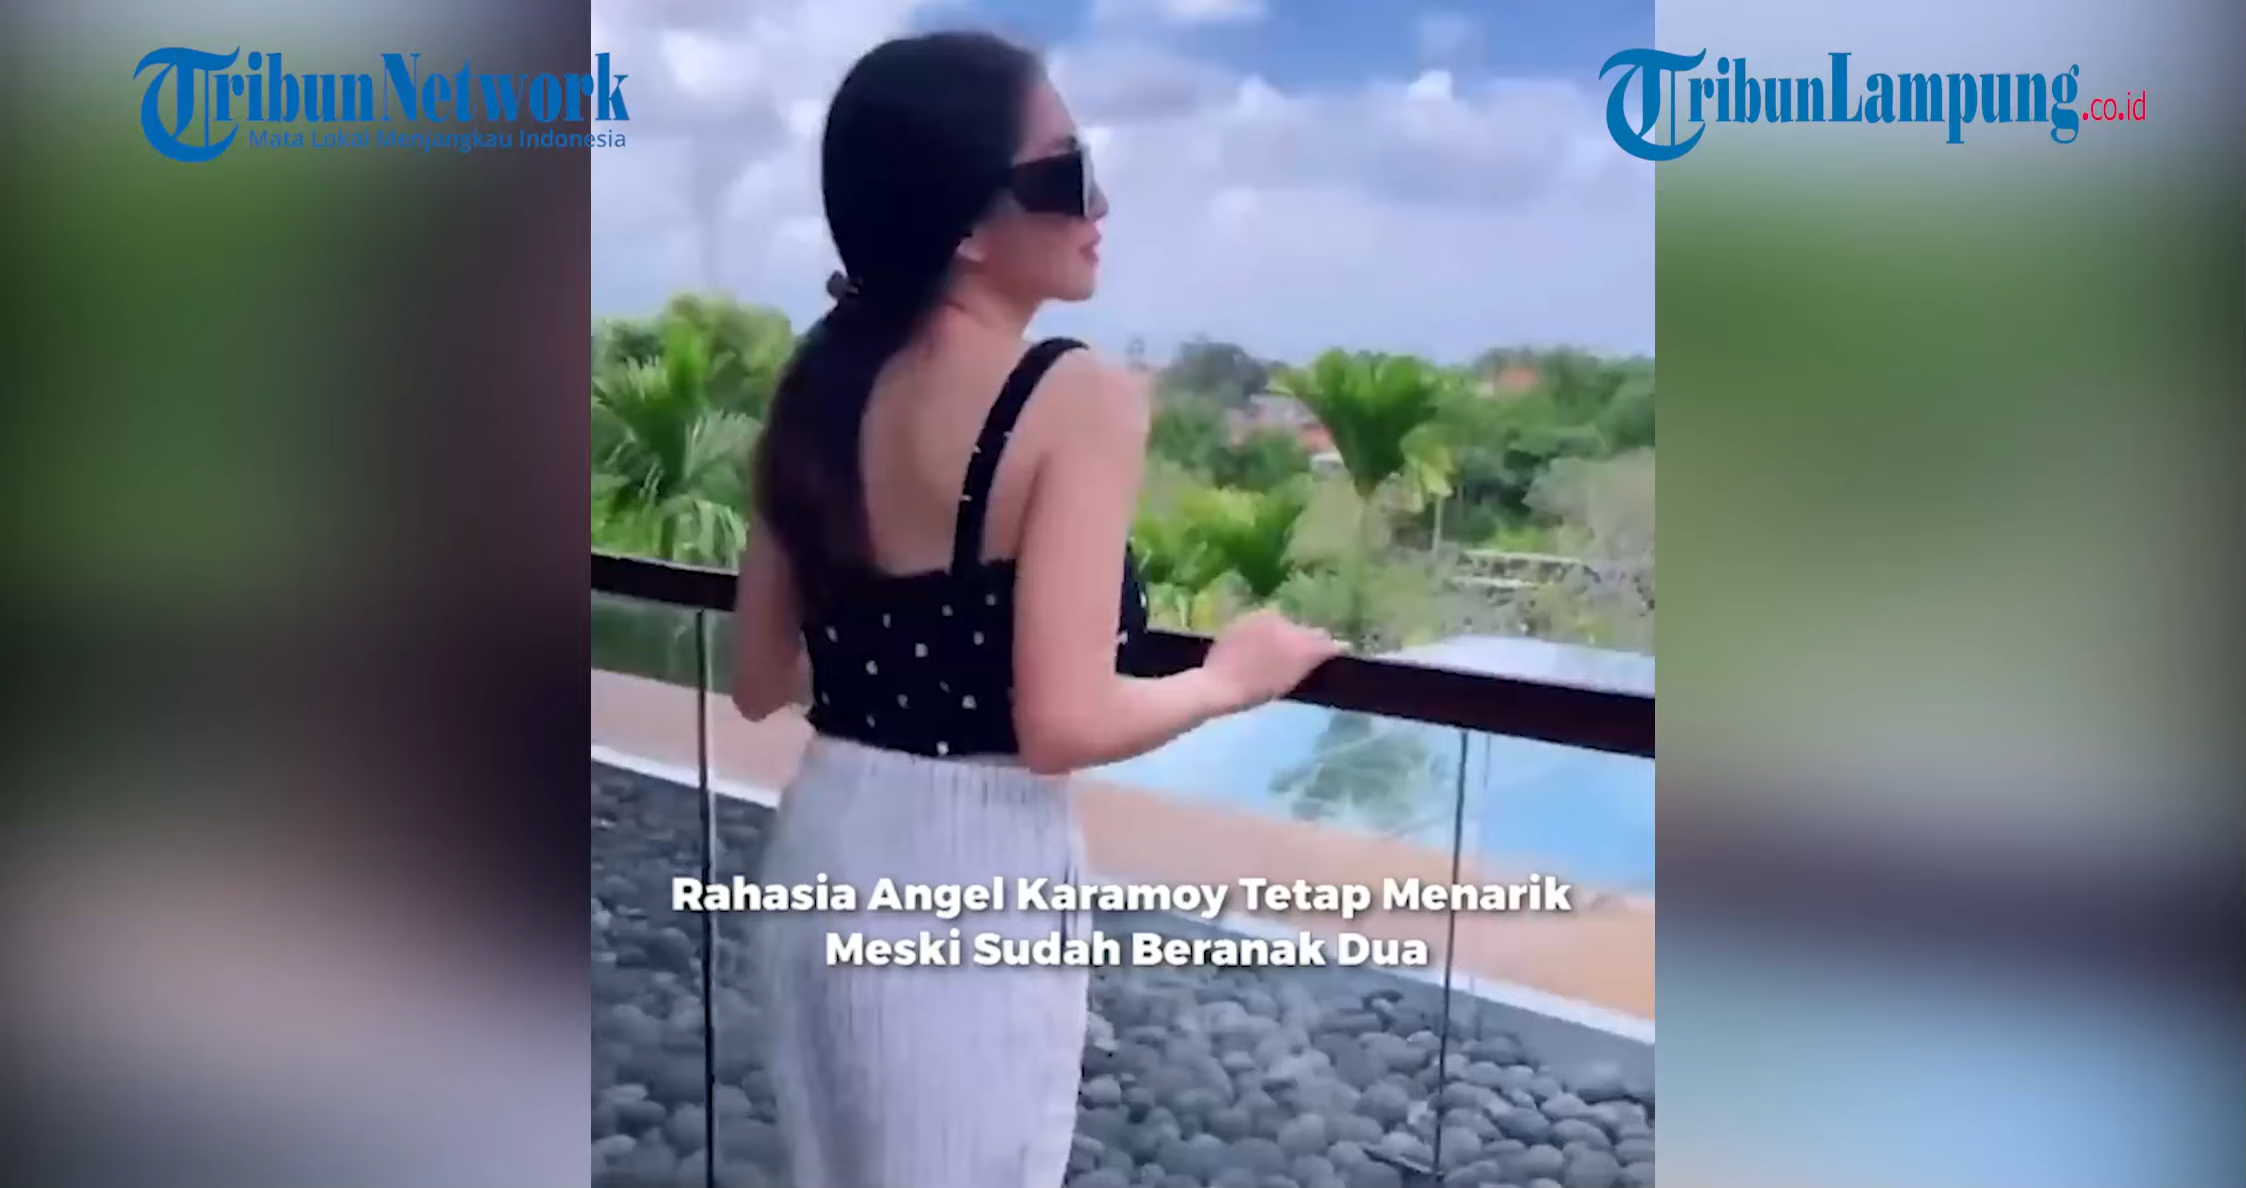 TribunNetwork
Mata Lokal Menjangkau Indonesia
TribunLampung.co.id
Rahasia Angel Karamoy Tetap Menarik
Meski Sudah Beranak Dua